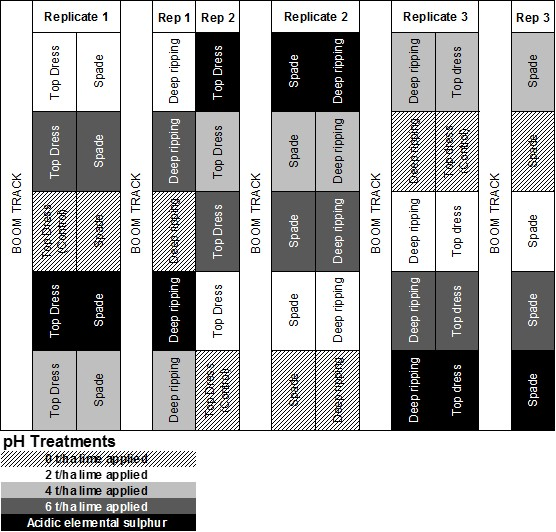 Replicate 1 Rep 1 Rep 2 Replicate 2 Replicate 3 Rep 3
BOOM TRACK BOOM TRACK BOOM TRACK BOOM TRACK BOOM TRACK
Top Dress Spade Deep ripping Top Dress Spade Deep ripping Deep ripping Top dress Spade
Top Dress Spade Deep ripping Top Dress Spade Deep ripping Deep ripping Top-dress (Control) Spade
Top Dress (Control) Spade Deep ripping Top Dress Spade Deep ripping Deep ripping Top dress Spade
Top Dress Spade Deep ripping Top Dress Spade Deep ripping Deep ripping Top dress Spade
Top Dress Spade Deep ripping Top Dress (Control) Spade Deep ripping Deep ripping Top dress Spade
pH Treatments
0 t/ha lime applied
2 t/ha lime applied
4 t/ha lime applied
6 t/ha lime applied
Acidic elemental sulphur